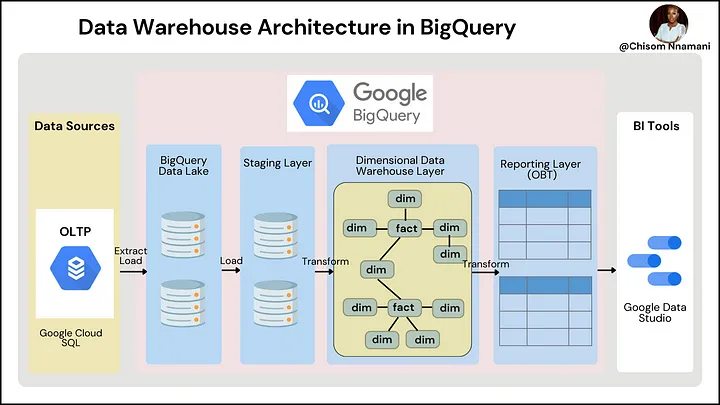 Data Warehouse Architecture in BigQuery
@Chisom Nnamani
Google
BigQuery
Data Sources
OLTP
Google Cloud
SQL
Extract
Load
BigQuery
Data Lake
Load
Staging Layer
Transform
Dimensional Data
Warehouse Layer
dim
dim
fact
dim
dim
dim
dim
fact
dim
dim
dim
Transform
Reporting Layer
(OBT)
BI Tools
Google Data
Studio